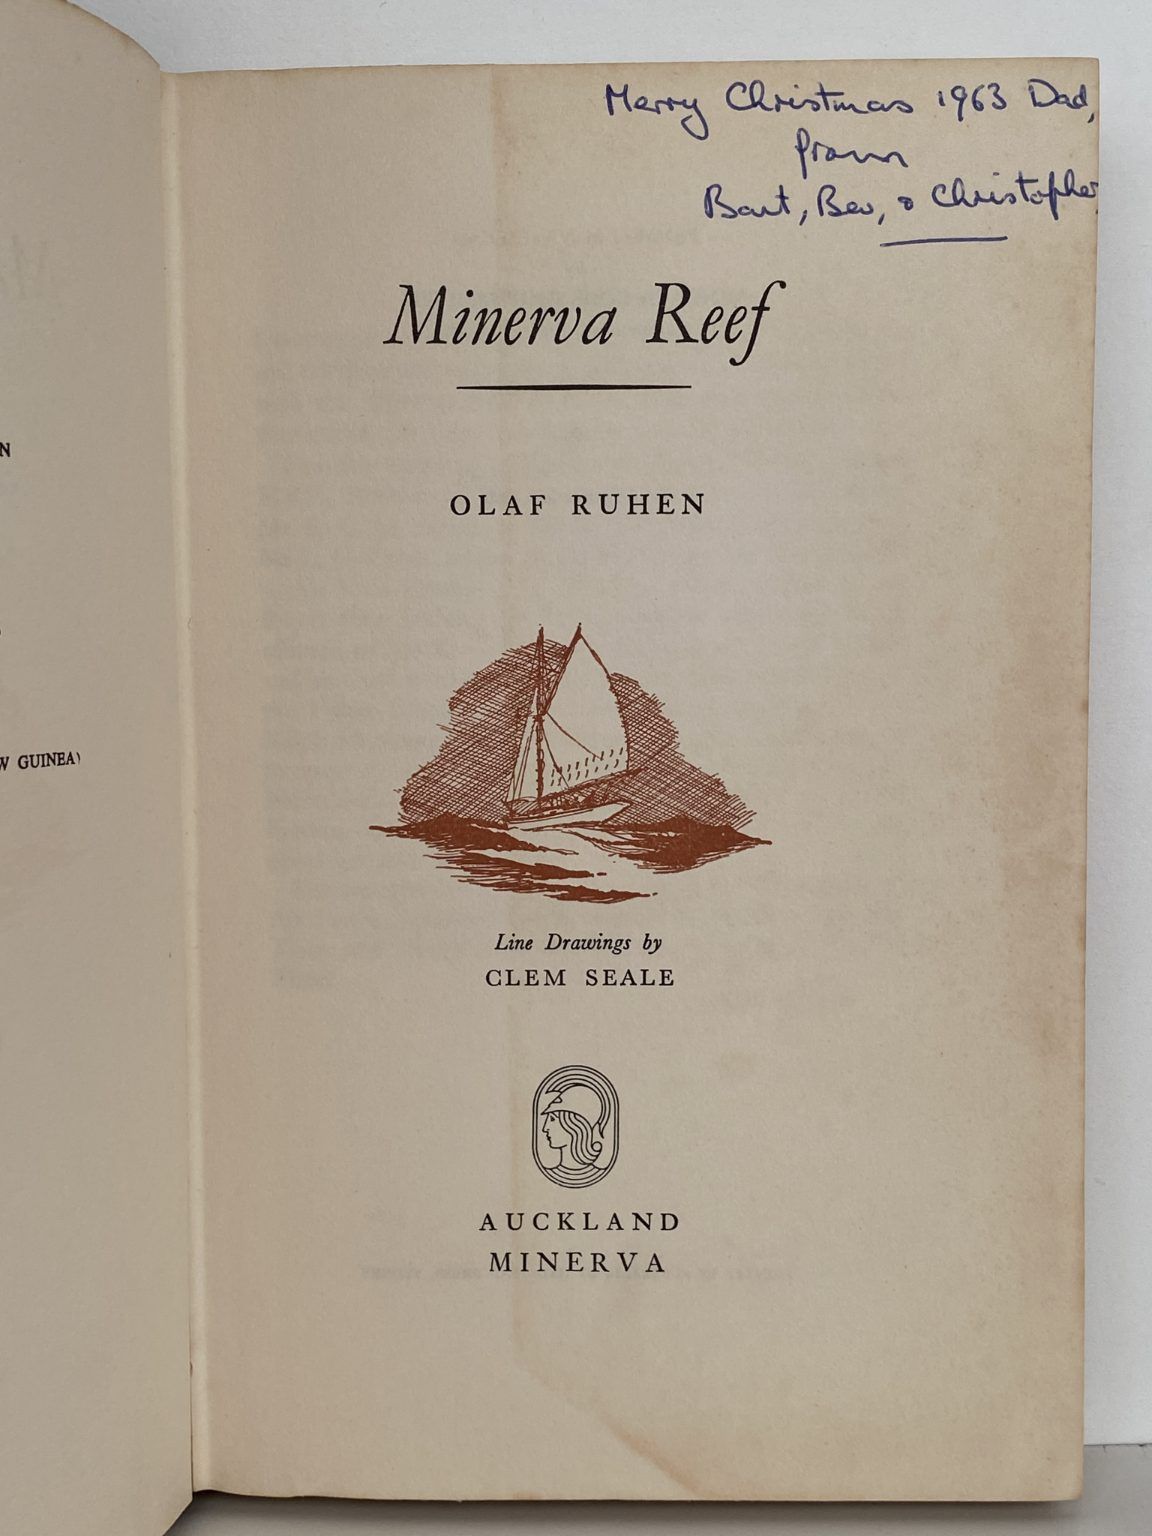 N
W GUINEA)
Merry Christmas 1963 Dad,
from
Bart, Bev, & Christopher
Minerva Reef
OLAF RUHEN
Line Drawings by
CLEM SEALE
AUCKLAND
MINERVA